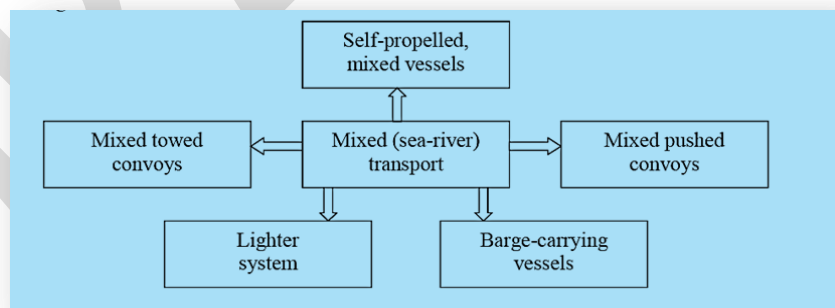 Self-propelled,
mixed vessels
Mixed towed
convoys
Mixed (sea-river)
transport
Mixed pushed
convoys
Lighter
system
Barge-carrying
vessels